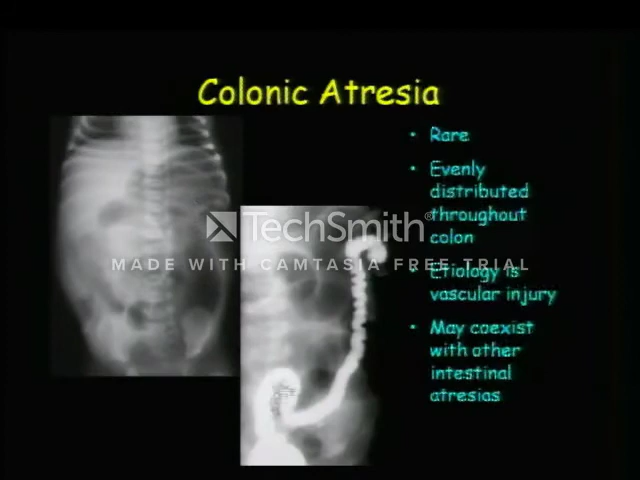 Colonic Atresia
• Rare
• Evenly
distributed
throughout
colon
• Etiology is
vascular injury
• May coexist
with other
intestinal
atresias
TechSmith®
MADE WITH CAMTASIA FREE TRIAL